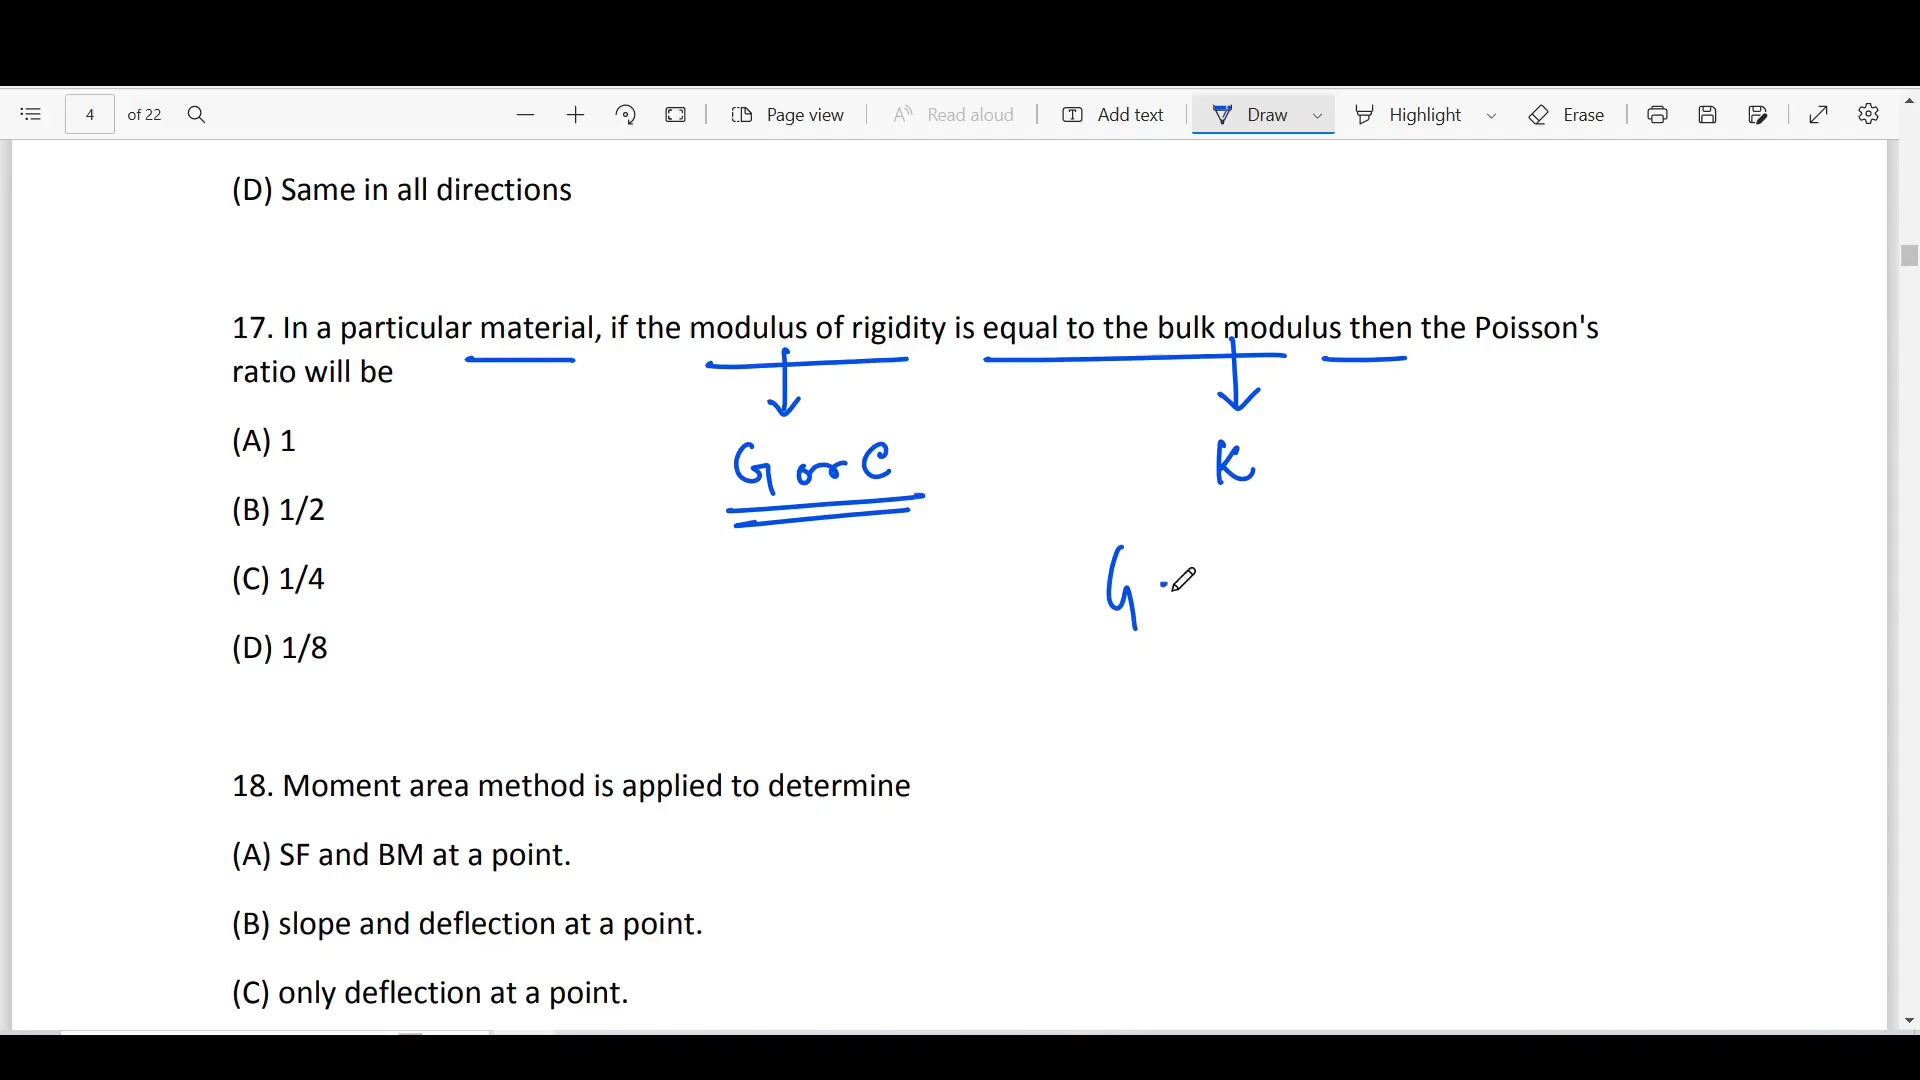 4 of 22 Page view Read aloud Add text Draw Highlight Erase
(D) Same in all directions
17. In a particular material, if the modulus of rigidity is equal to the bulk modulus then the Poisson's
ratio will be
(A) 1
G or C K
(B) 1/2
(C) 1/4
G
(D) 1/8
18. Moment area method is applied to determine
(A) SF and BM at a point.
(B) slope and deflection at a point.
(C) only deflection at a point.